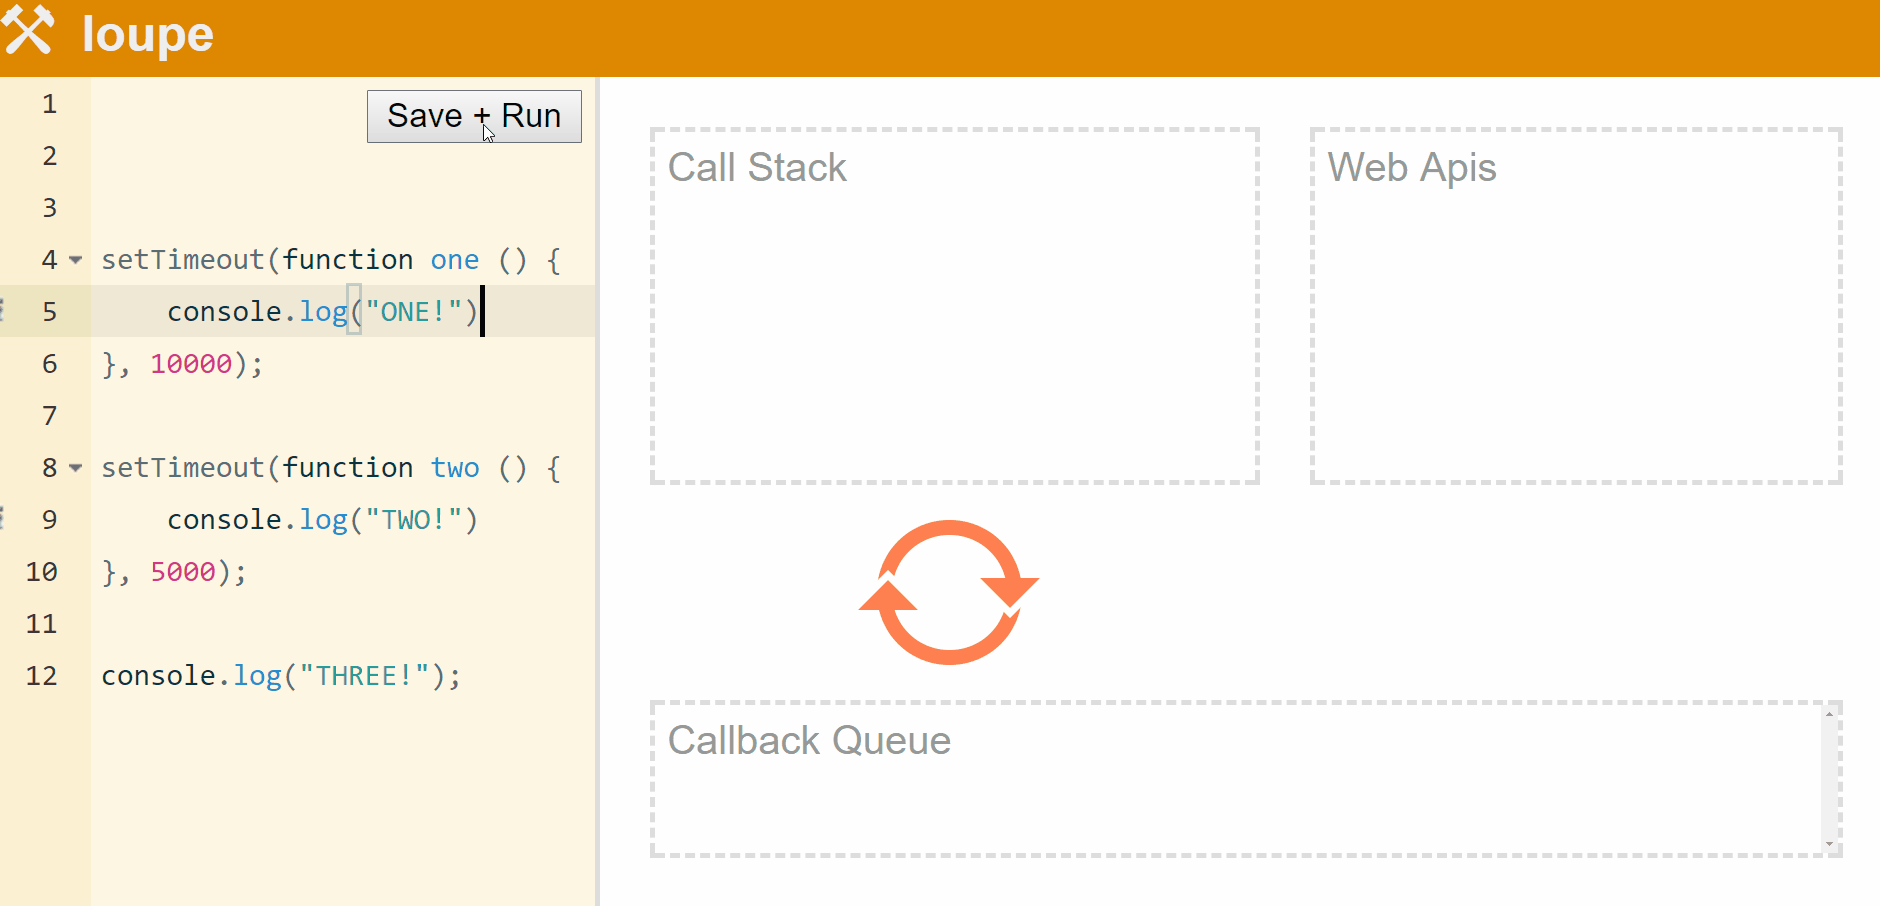 loupe
Save + Run
1
2
3
4 setTimeout(function one () {
5     console.log("ONE!")
6 }, 10000);
7
8 setTimeout(function two () {
9     console.log("TWO!")
10 }, 5000);
11
12 console.log("THREE!");
Call Stack
Web Apis
Callback Queue